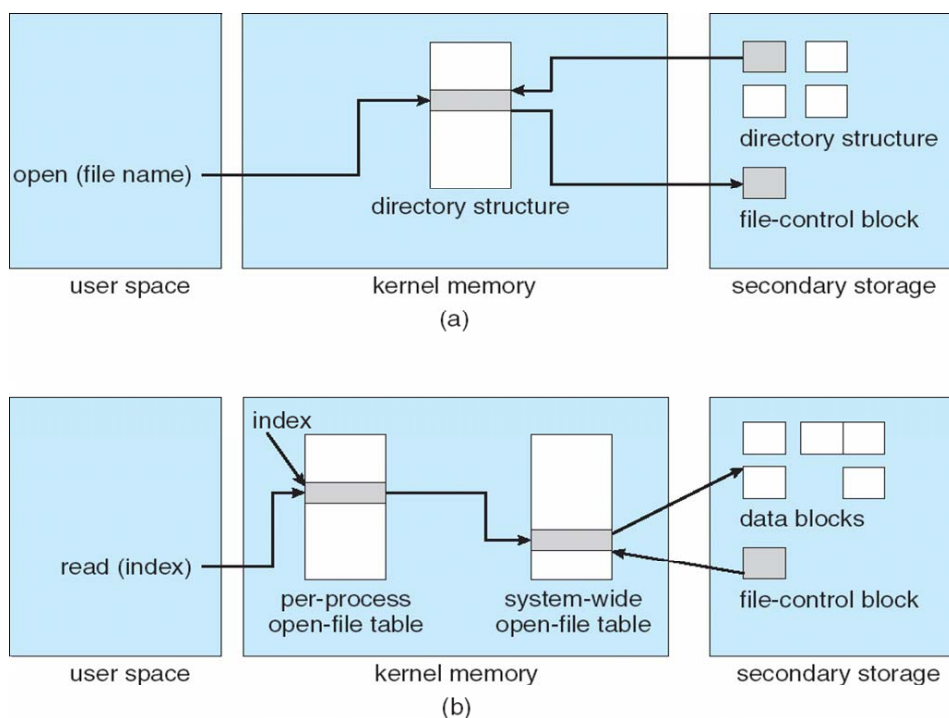 open (file name)
directory structure
directory structure
file-control block
user space
kernel memory
secondary storage
(a)
index
read (index)
per-process
open-file table
system-wide
open-file table
data blocks
file-control block
user space
kernel memory
secondary storage
(b)